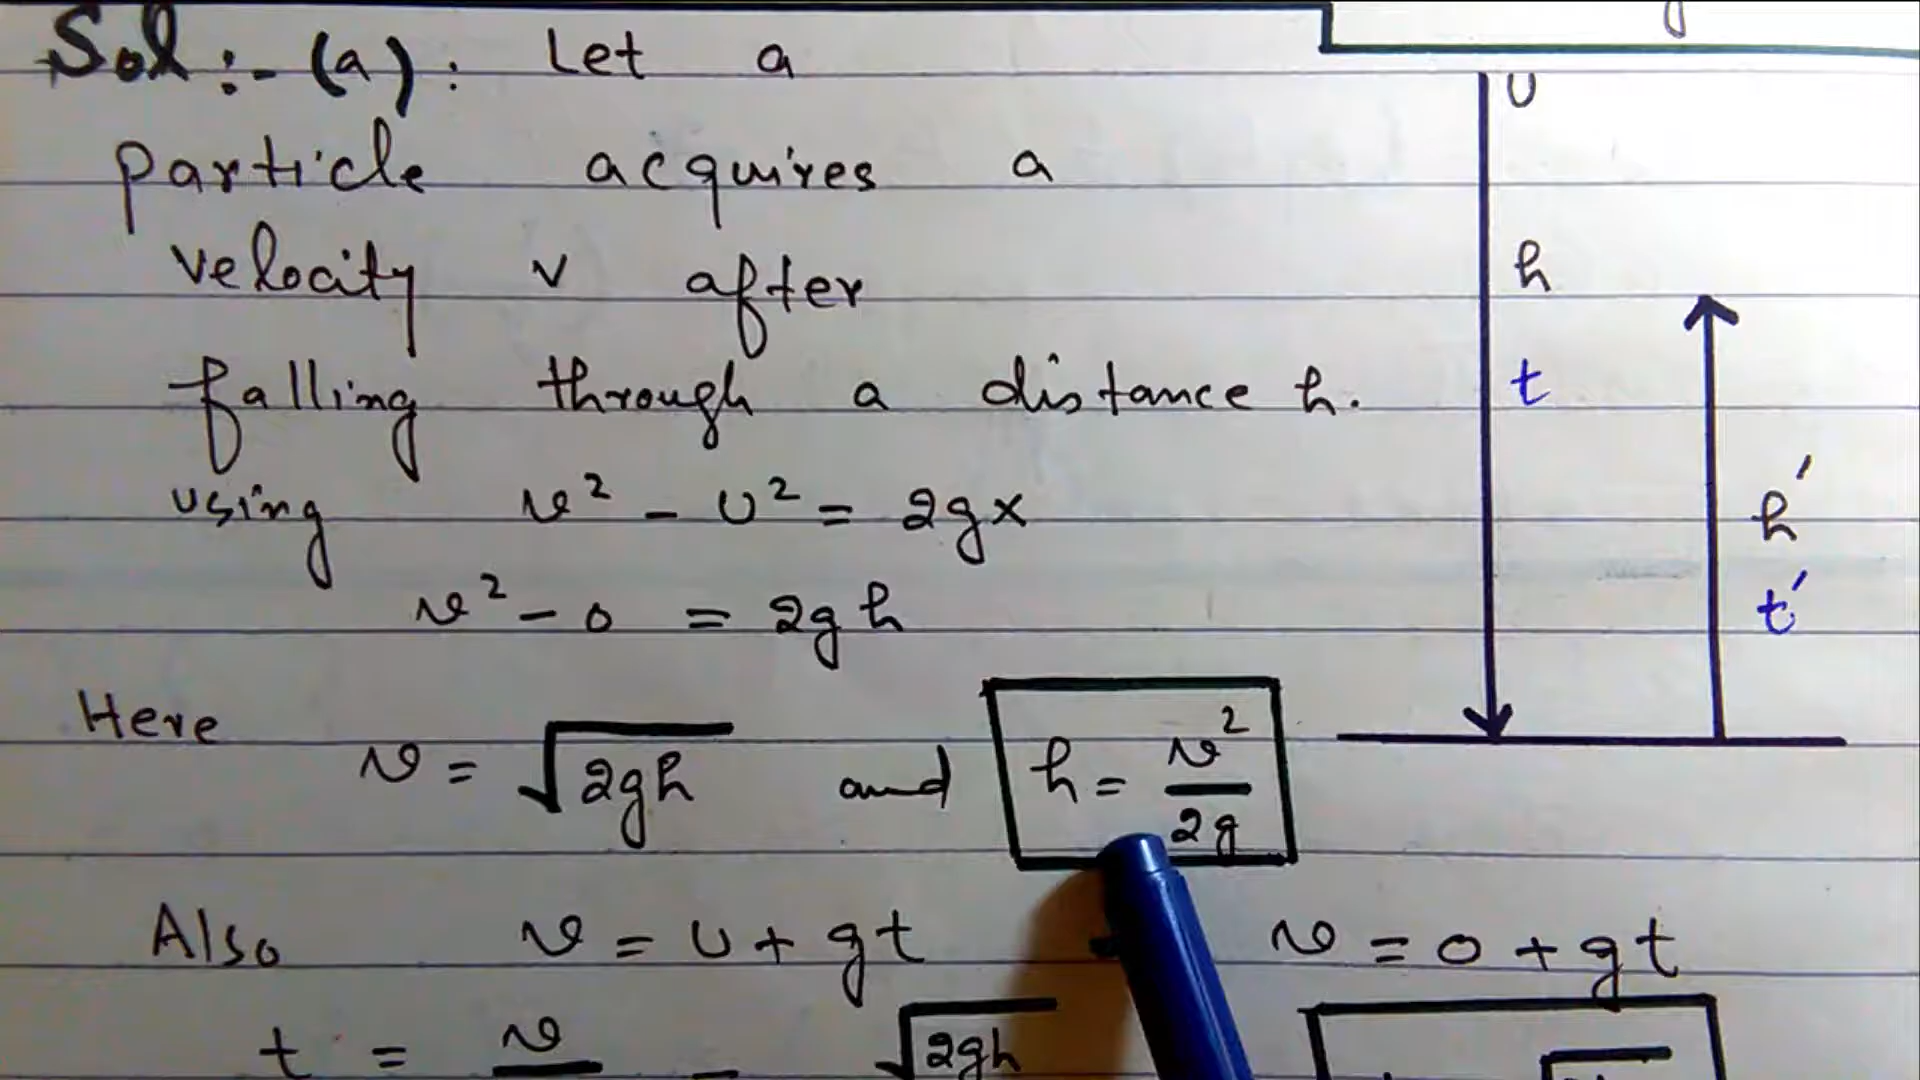 Sol:- (a): Let a
particle acquires a
velocity v after
falling through a distance h.
using v² - u² = 2gx
v² - 0 = 2gh
Here v = √2gh and h = v²/2g
Also v = u + gt v = 0 + gt
t = v √2gh
u
h
t
h′
t′